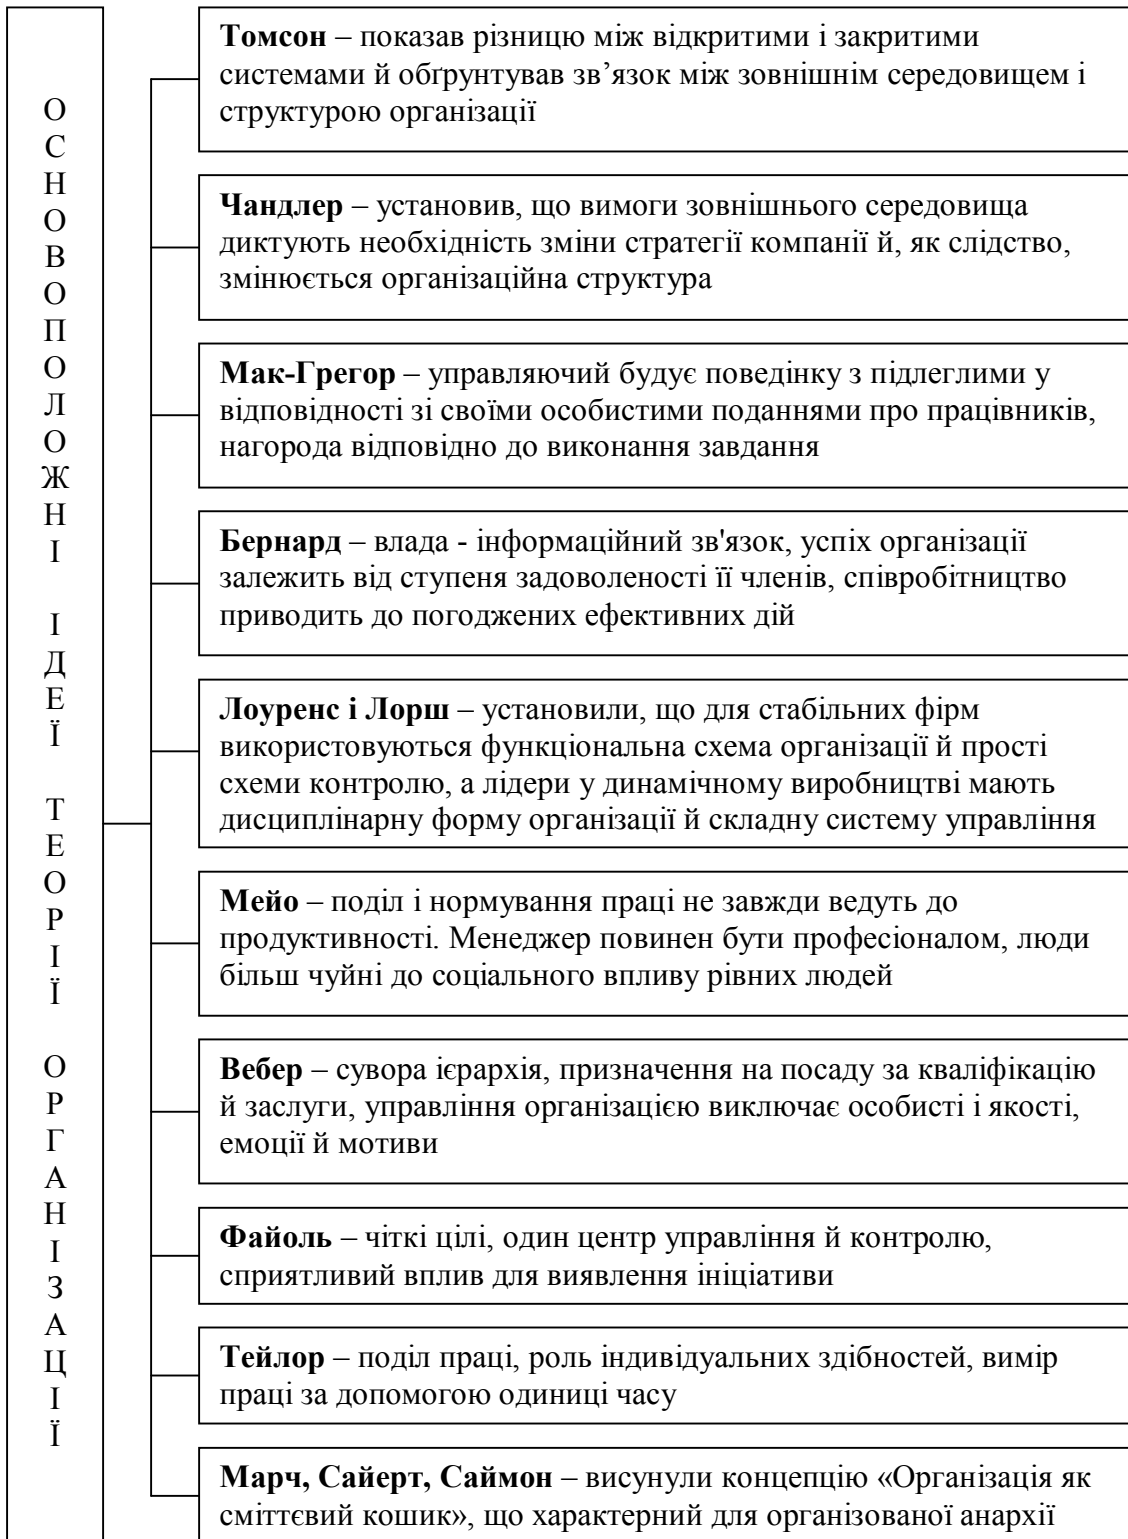 ОСНОВОПОЛОЖНІ ІДЕЇ ТЕОРІЇ ОРГАНІЗАЦІЇ
Томсон – показав різницю між відкритими і закритими
системами й обґрунтував зв’язок між зовнішнім середовищем і
структурою організації
Чандлер – установив, що вимоги зовнішнього середовища
диктують необхідність зміни стратегії компанії й, як слідство,
змінюється організаційна структура
Мак-Грегор – управляючий будує поведінку з підлеглими у
відповідності зі своїми особистими поданнями про працівників,
нагорода відповідно до виконання завдання
Бернард – влада - інформаційний зв'язок, успіх організації
залежить від ступеня задоволеності її членів, співробітництво
приводить до погоджених ефективних дій
Лоуренс і Лорш – установили, що для стабільних фірм
використовуються функціональна схема організації й прості
схеми контролю, а лідери у динамічному виробництві мають
дисциплінарну форму організації й складну систему управління
Мейо – поділ і нормування праці не завжди ведуть до
продуктивності. Менеджер повинен бути професіоналом, люди
більш чуйні до соціального впливу рівних людей
Вебер – сувора ієрархія, призначення на посаду за кваліфікацію
й заслуги, управління організацією виключає особисті і якості,
емоції й мотиви
Файоль – чіткі цілі, один центр управління й контролю,
сприятливий вплив для виявлення ініціативи
Тейлор – поділ праці, роль індивідуальних здібностей, вимір
праці за допомогою одиниці часу
Марч, Сайерт, Саймон – висунули концепцію «Організація як
сміттєвий кошик», що характерний для організованої анархії